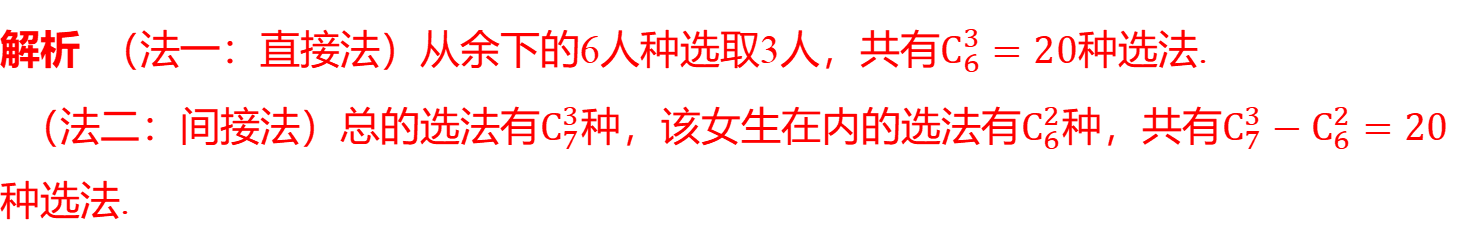 解析 （法一：直接法）从余下的6人种选取3人，共有C₆³ = 20种选法.
（法二：间接法）总的选法有C₇³种，该女生在内的选法有C₆²种，共有C₇³ − C₆² = 20
种选法.